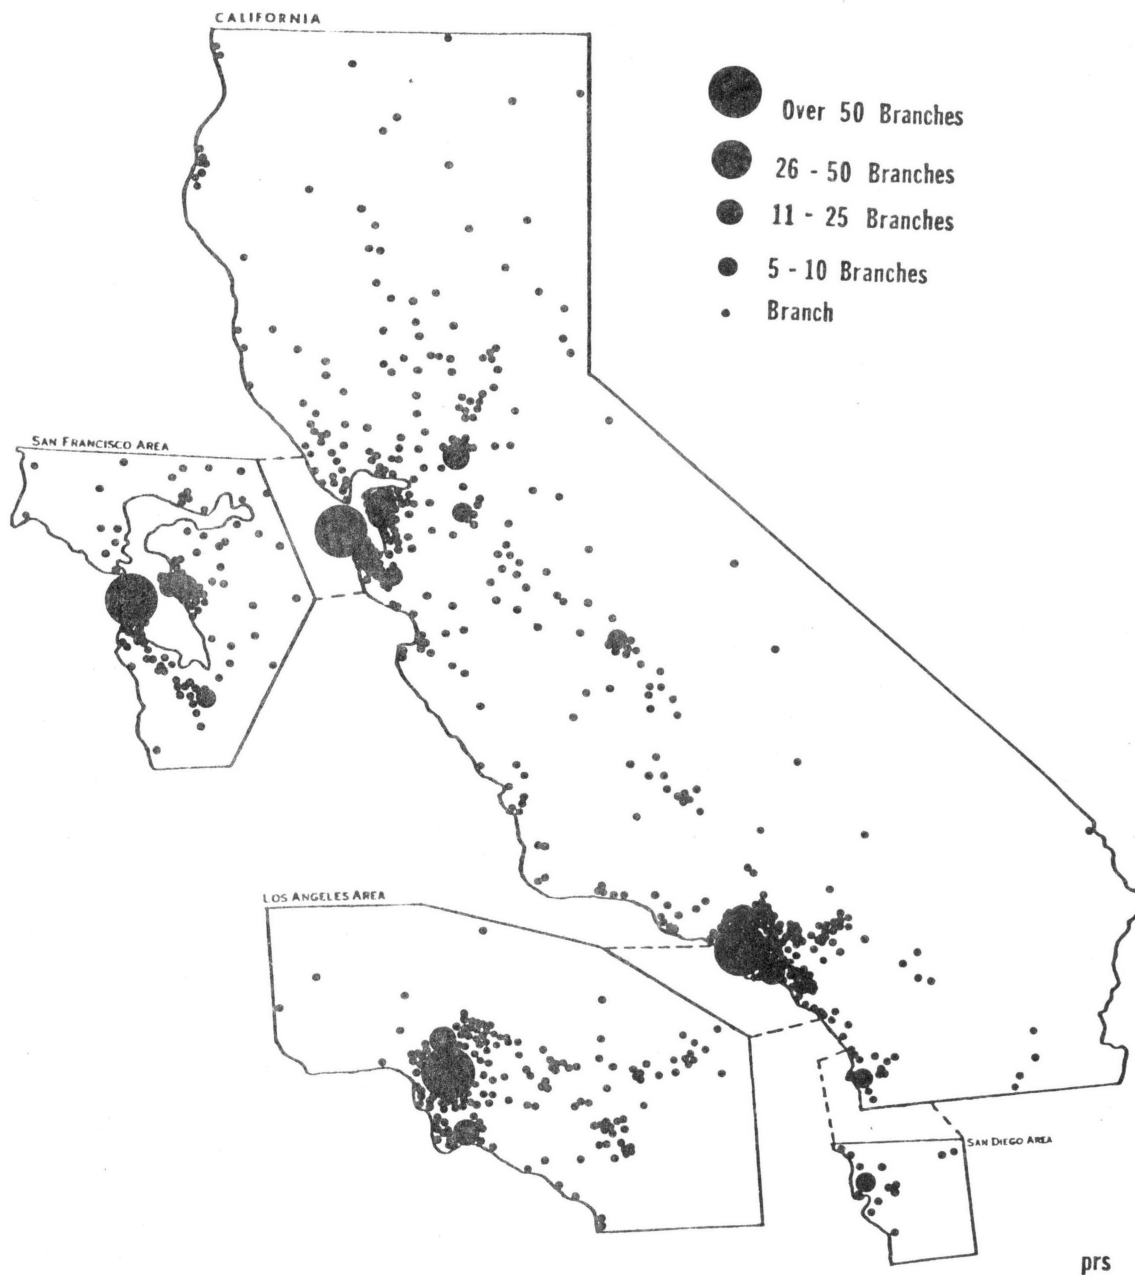 CALIFORNIA
Over 50 Branches
26 - 50 Branches
11 - 25 Branches
5 - 10 Branches
Branch
SAN FRANCISCO AREA
LOS ANGELES AREA
SAN DIEGO AREA
prs